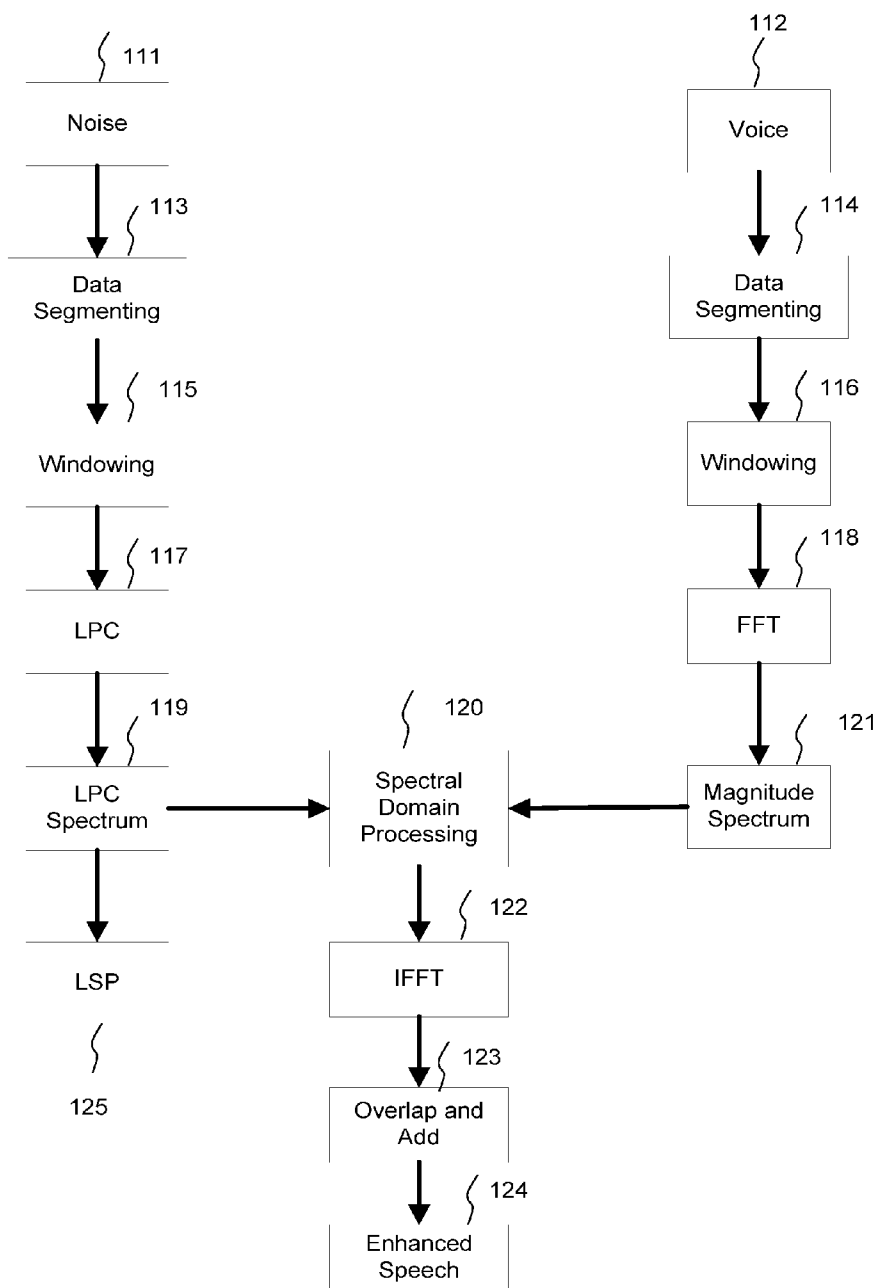 111
112
Noise
Voice
113
114
Data
Segmenting
Data
Segmenting
115
116
Windowing
Windowing
117
118
LPC
FFT
119
120
121
LPC
Spectrum
Spectral
Domain
Processing
Magnitude
Spectrum
122
LSP
IFFT
123
125
Overlap and
Add
124
Enhanced
Speech